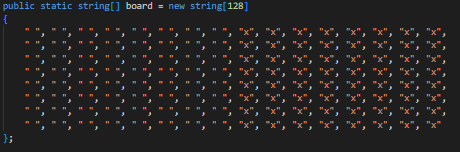 public static string[] board = new string[128]
{
    " ", " ", " ", " ", " ", " ", " ", " ", "x", "x", "x", "x", "x", "x", "x", "x",
    " ", " ", " ", " ", " ", " ", " ", " ", "x", "x", "x", "x", "x", "x", "x", "x",
    " ", " ", " ", " ", " ", " ", " ", " ", "x", "x", "x", "x", "x", "x", "x", "x",
    " ", " ", " ", " ", " ", " ", " ", " ", "x", "x", "x", "x", "x", "x", "x", "x",
    " ", " ", " ", " ", " ", " ", " ", " ", "x", "x", "x", "x", "x", "x", "x", "x",
    " ", " ", " ", " ", " ", " ", " ", " ", "x", "x", "x", "x", "x", "x", "x", "x",
    " ", " ", " ", " ", " ", " ", " ", " ", "x", "x", "x", "x", "x", "x", "x", "x",
    " ", " ", " ", " ", " ", " ", " ", " ", "x", "x", "x", "x", "x", "x", "x", "x"
};